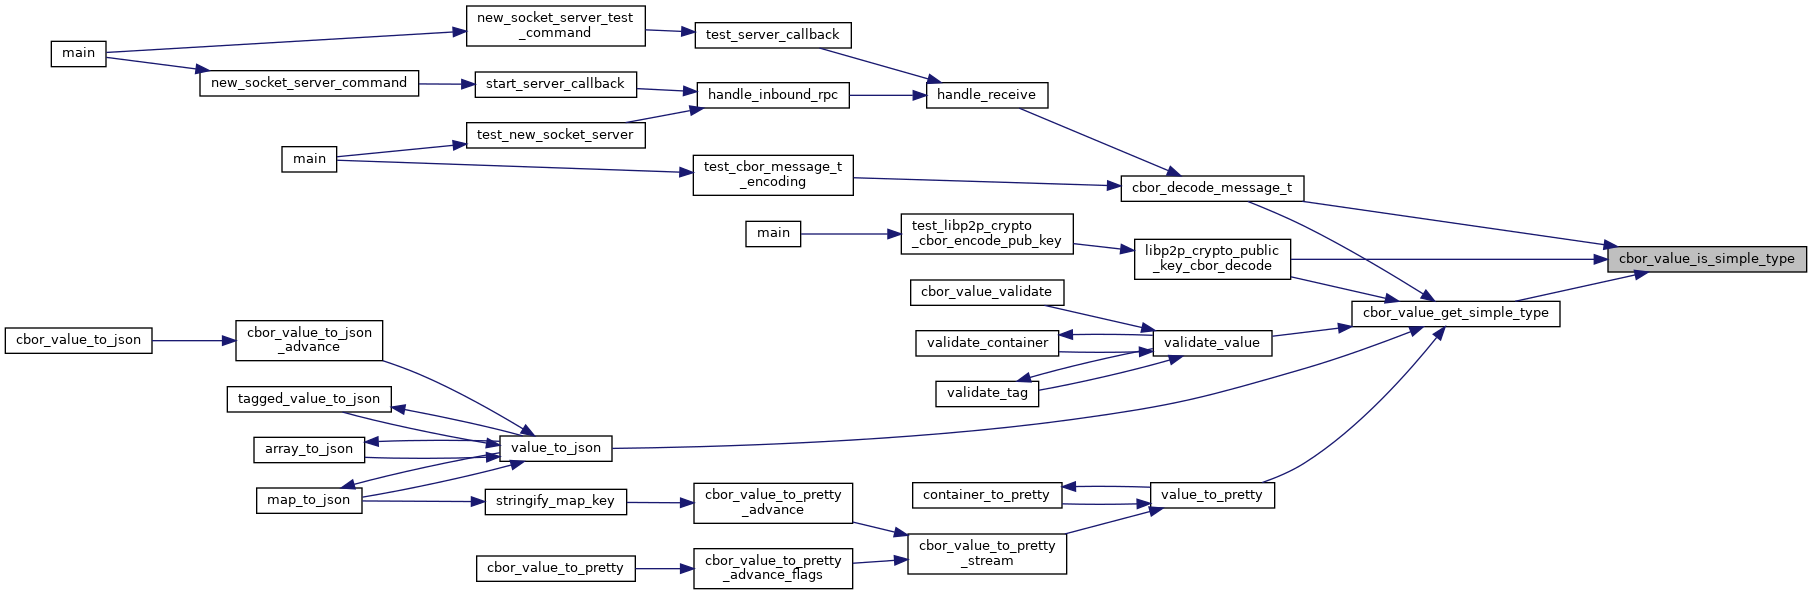 new_socket_server_test
_command
test_server_callback
main
new_socket_server_command
start_server_callback
handle_inbound_rpc
handle_receive
test_new_socket_server
main
test_cbor_message_t
_encoding
cbor_decode_message_t
main
test_libp2p_crypto
_cbor_encode_pub_key
libp2p_crypto_public
_key_cbor_decode
cbor_value_is_simple_type
cbor_value_validate
cbor_value_get_simple_type
cbor_value_to_json
cbor_value_to_json
_advance
validate_container
validate_value
validate_tag
tagged_value_to_json
array_to_json
value_to_json
map_to_json
stringify_map_key
cbor_value_to_pretty
_advance
container_to_pretty
value_to_pretty
cbor_value_to_pretty
_stream
cbor_value_to_pretty
cbor_value_to_pretty
_advance_flags